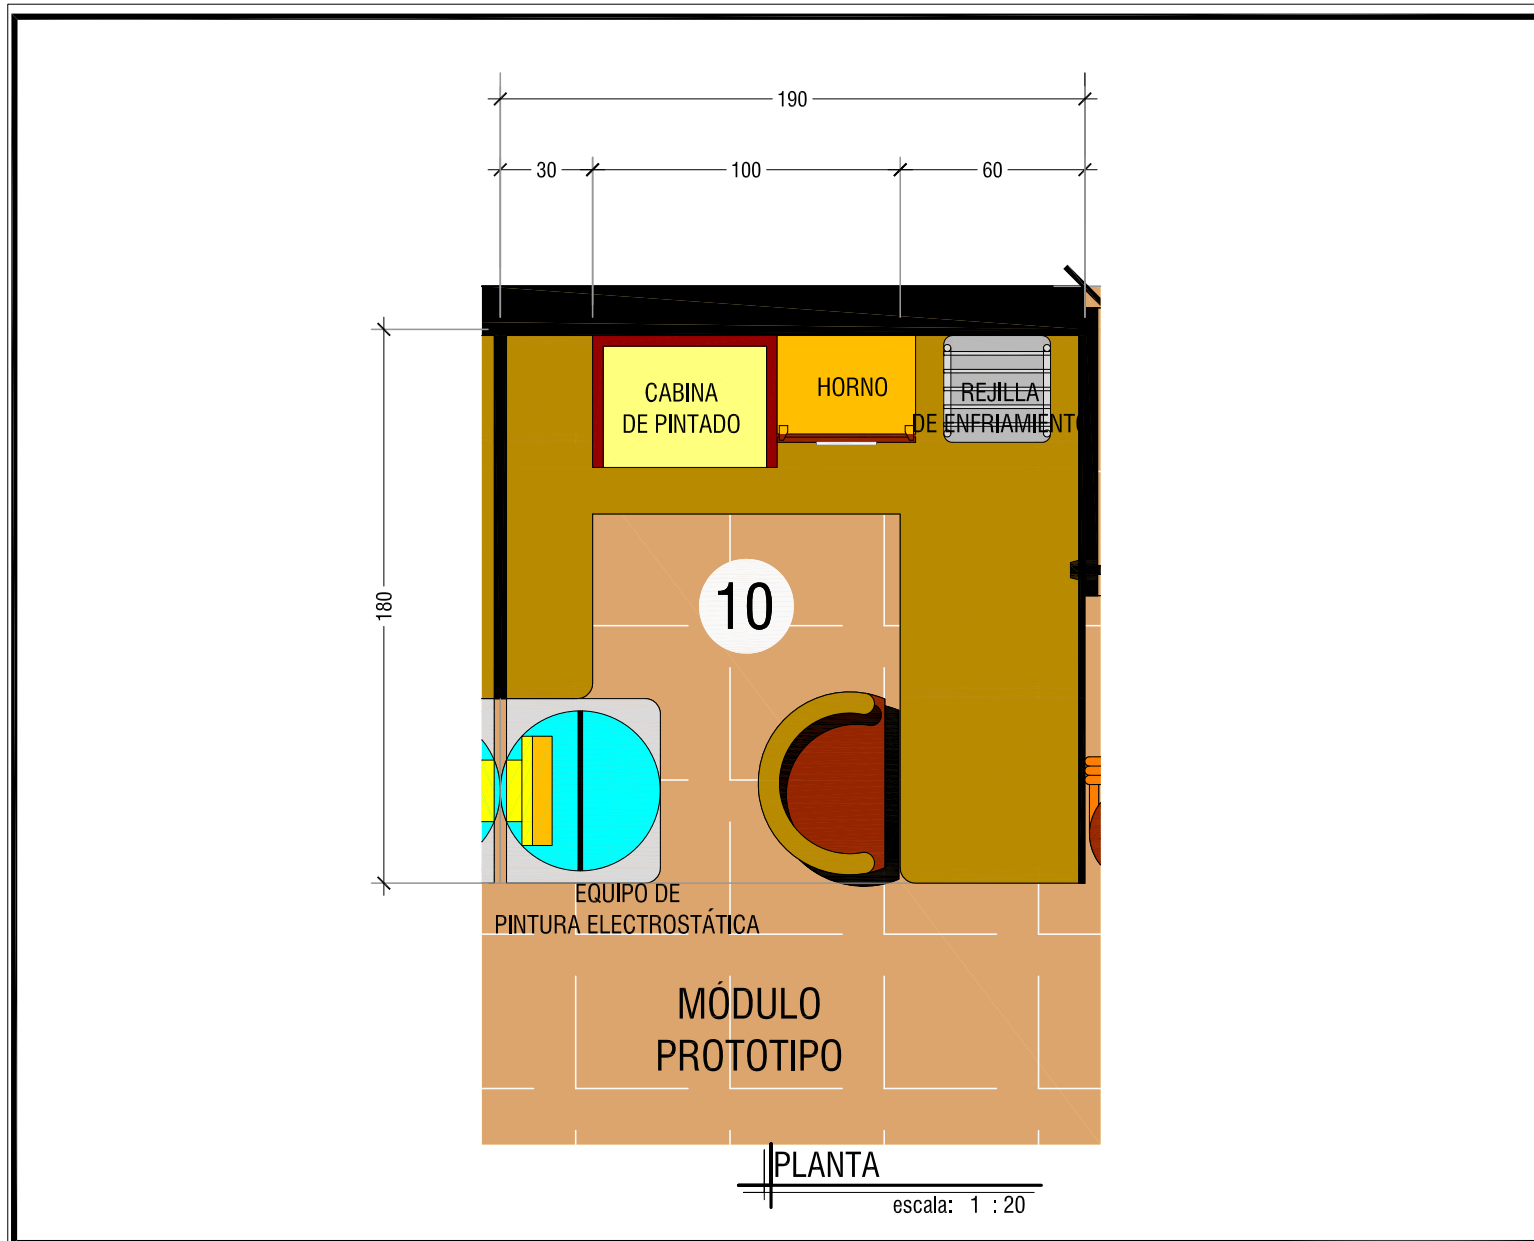 190
30
100
60
CABINA
DE PINTADO
HORNO
REJILLA
DE ENFRIAMIENTO
180
10
EQUIPO DE
PINTURA ELECTROSTÁTICA
MÓDULO
PROTOTIPO
PLANTA
escala: 1 : 20